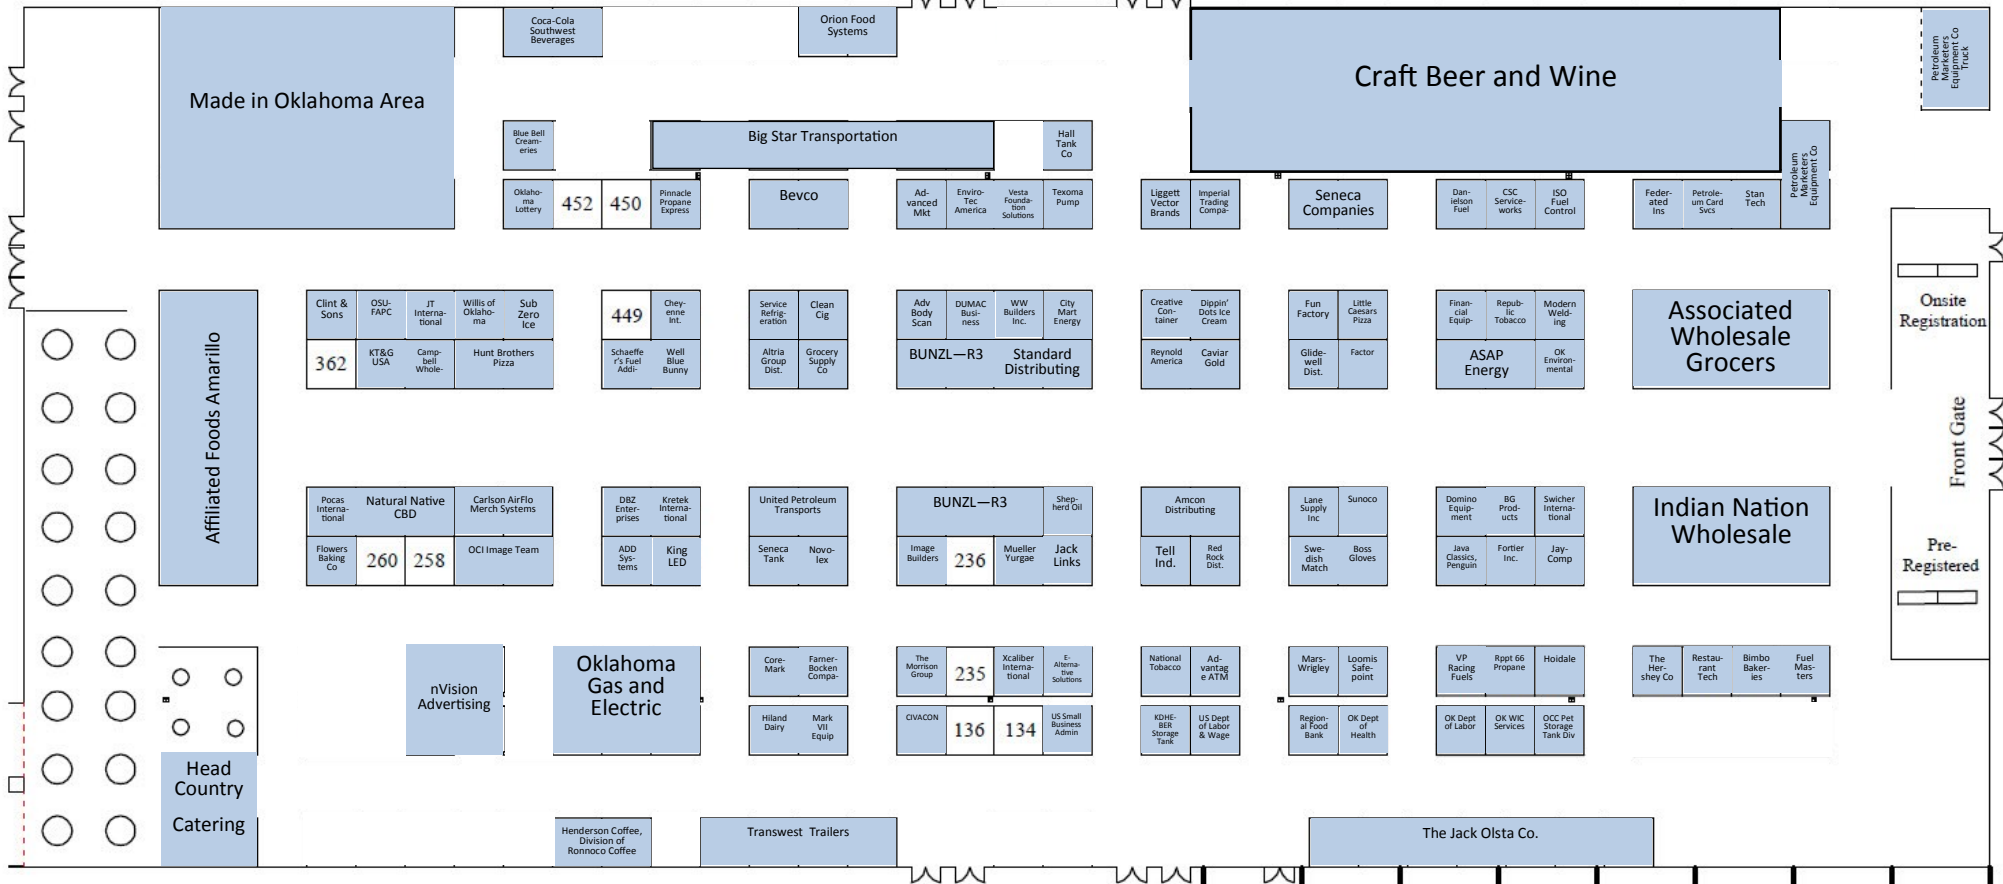 Coca-Cola
Southwest
Beverages
Orion Food
Systems
Made in Oklahoma Area
Craft Beer and Wine
Petroleum
Marketers
Equipment Co
Truck
Blue Bell
Cream-
eries
Big Star Transportation
Hall
Tank
Co
Petroleum
Marketers
Equipment Co
Oklaho-
ma
Lottery
452
450
Pinnacle
Propane
Express
Bevco
Ad-
vanced
Mkt
Enviro-
Tec
America
Vesta
Founda-
tion
Solutions
Texoma
Pump
Liggett
Vector
Brands
Imperial
Trading
Compa-
Seneca
Companies
Dan-
ielson
Fuel
CSC
Service-
works
ISO
Fuel
Control
Feder-
ated
Ins
Petrole-
um Card
Svcs
Stan
Tech
Clint &
Sons
OSU-
FAPC
JT
Interna-
tional
Willis of
Oklaho-
ma
Sub
Zero
Ice
449
Chey-
enne
Int.
Service
Refrig-
eration
Clean
Cig
Adv
Body
Scan
DUMAC
Busi-
ness
WW
Builders
Inc.
City
Mart
Energy
Creative
Con-
tainer
Dippin'
Dots Ice
Cream
Fun
Factory
Little
Caesars
Pizza
Finan-
cial
Equip-
Repub-
lic
Tobacco
Modern
Weld-
ing
Associated
Wholesale
Grocers
Onsite
Registration
362
KT&G
USA
Camp-
bell
Whole-
Hunt Brothers
Pizza
Schaeffe
r's Fuel
Addi-
Well
Blue
Bunny
Altria
Group
Dist.
Grocery
Supply
Co
BUNZL—R3
Standard
Distributing
Reynold
America
Caviar
Gold
Glide-
well
Dist.
Factor
ASAP
Energy
OK
Environ-
mental
Affiliated Foods Amarillo
Front Gate
Pocas
Interna-
tional
Natural Native
CBD
Carlson AirFlo
Merch Systems
DBZ
Enter-
prises
Kretek
Interna-
tional
United Petroleum
Transports
BUNZL—R3
Shep-
herd Oil
Amcon
Distributing
Lane
Supply
Inc
Sunoco
Domino
Equip-
ment
BG
Prod-
ucts
Swicher
Interna-
tional
Indian Nation
Wholesale
Flowers
Baking
Co
260
258
OCI Image Team
ADD
Sys-
tems
King
LED
Seneca
Tank
Novo-
lex
Image
Builders
236
Mueller
Yurgae
Jack
Links
Tell
Ind.
Red
Rock
Dist.
Swe-
dish
Match
Boss
Gloves
Java
Classics,
Penguin
Fortier
Inc.
Jay-
Comp
Pre-
Registered
nVision
Advertising
Oklahoma
Gas and
Electric
Core-
Mark
Farner-
Bocken
Compa-
The
Morrison
Group
235
Xcaliber
Interna-
tional
E-
Alterna-
tive
Solutions
National
Tobacco
Ad-
vantag
e ATM
Mars-
Wrigley
Loomis
Safe-
point
VP
Racing
Fuels
Rppt 66
Propane
Hoidale
The
Her-
shey Co
Restau-
rant
Tech
Bimbo
Baker-
ies
Fuel
Mas-
ters
Hiland
Dairy
Mark
VII
Equip
CIVACON
136
134
US Small
Business
Admin
KDHE-
BER
Storage
Tank
US Dept
of Labor
& Wage
Region-
al Food
Bank
OK Dept
of
Health
OK Dept
of Labor
OK WIC
Services
OCC Pet
Storage
Tank Div
Head
Country
Catering
Henderson Coffee,
Division of
Ronnoco Coffee
Transwest Trailers
The Jack Olsta Co.